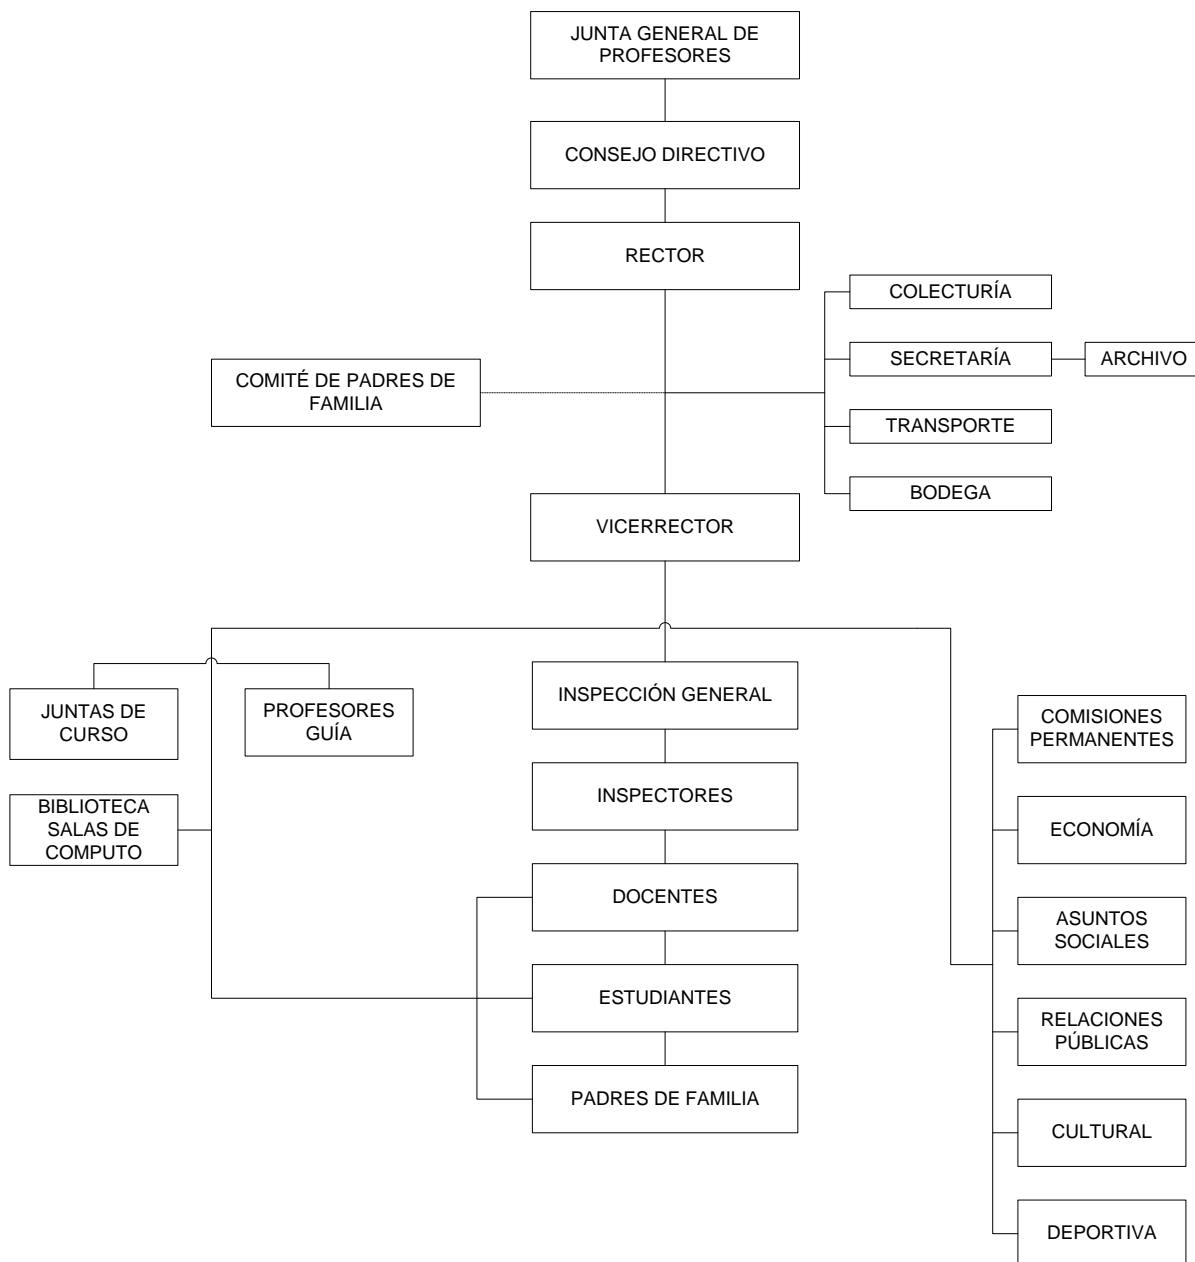 JUNTA GENERAL DE
PROFESORES
CONSEJO DIRECTIVO
RECTOR
COLECTURÍA
SECRETARÍA
ARCHIVO
COMITÉ DE PADRES DE
FAMILIA
TRANSPORTE
BODEGA
VICERRECTOR
INSPECCIÓN GENERAL
JUNTAS DE
CURSO
PROFESORES
GUÍA
COMISIONES
PERMANENTES
INSPECTORES
BIBLIOTECA
SALAS DE
COMPUTO
ECONOMÍA
DOCENTES
ASUNTOS
SOCIALES
ESTUDIANTES
RELACIONES
PÚBLICAS
PADRES DE FAMILIA
CULTURAL
DEPORTIVA